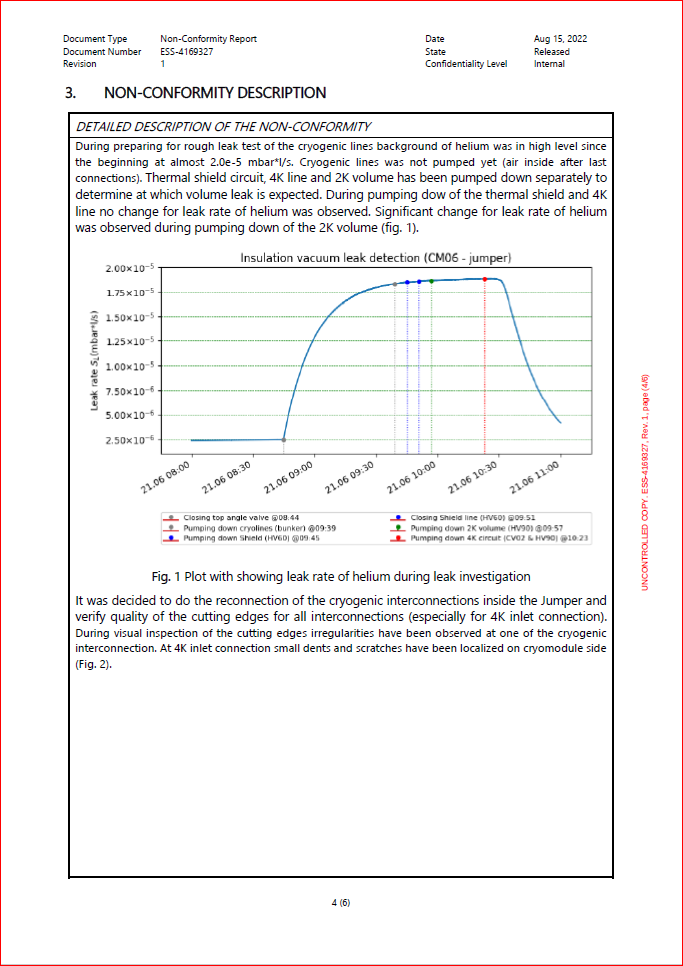 Document Type Non-Conformity Report Date Aug 15, 2022
Document Number ESS-4169327 State Released
Revision 1 Confidentiality Level Internal
3. NON-CONFORMITY DESCRIPTION
DETAILED DESCRIPTION OF THE NON-CONFORMITY
During preparing for rough leak test of the cryogenic lines background of helium was in high level since
the beginning at almost 2.0e-5 mbar*l/s. Cryogenic lines was not pumped yet (air inside after last
connections). Thermal shield circuit, 4K line and 2K volume has been pumped down separately to
determine at which volume leak is expected. During pumping dow of the thermal shield and 4K
line no change for leak rate of helium was observed. Significant change for leak rate of helium
was observed during pumping down of the 2K volume (fig. 1).
Insulation vacuum leak detection (CM06 - jumper)
Leak rate SL(mbar*l/s)
2.00×10⁻⁵
1.75×10⁻⁵
1.50×10⁻⁵
1.25×10⁻⁵
1.00×10⁻⁵
7.50×10⁻⁶
5.00×10⁻⁶
2.50×10⁻⁶
21.06 08:00 21.06 08:30 21.06 09:00 21.06 09:30 21.06 10:00 21.06 10:30 21.06 11:00
Closing top angle valve @08:44 Closing Shield line (HV60) @09:51
Pumping down cryolines (bunker) @09:39 Pumping down 2K volume (HV90) @09:57
Pumping down Shield (HV60) @09:45 Pumping down 4K circuit (CV02 & HV90) @10:23
Fig. 1 Plot with showing leak rate of helium during leak investigation
It was decided to do the reconnection of the cryogenic interconnections inside the Jumper and
verify quality of the cutting edges for all interconnections (especially for 4K inlet connection).
During visual inspection of the cutting edges irregularities have been observed at one of the cryogenic
interconnection. At 4K inlet connection small dents and scratches have been localized on cryomodule side
(Fig. 2).
UNCONTROLLED COPY. ESS-4169327, Rev. 1, page (4/6)
4 (6)